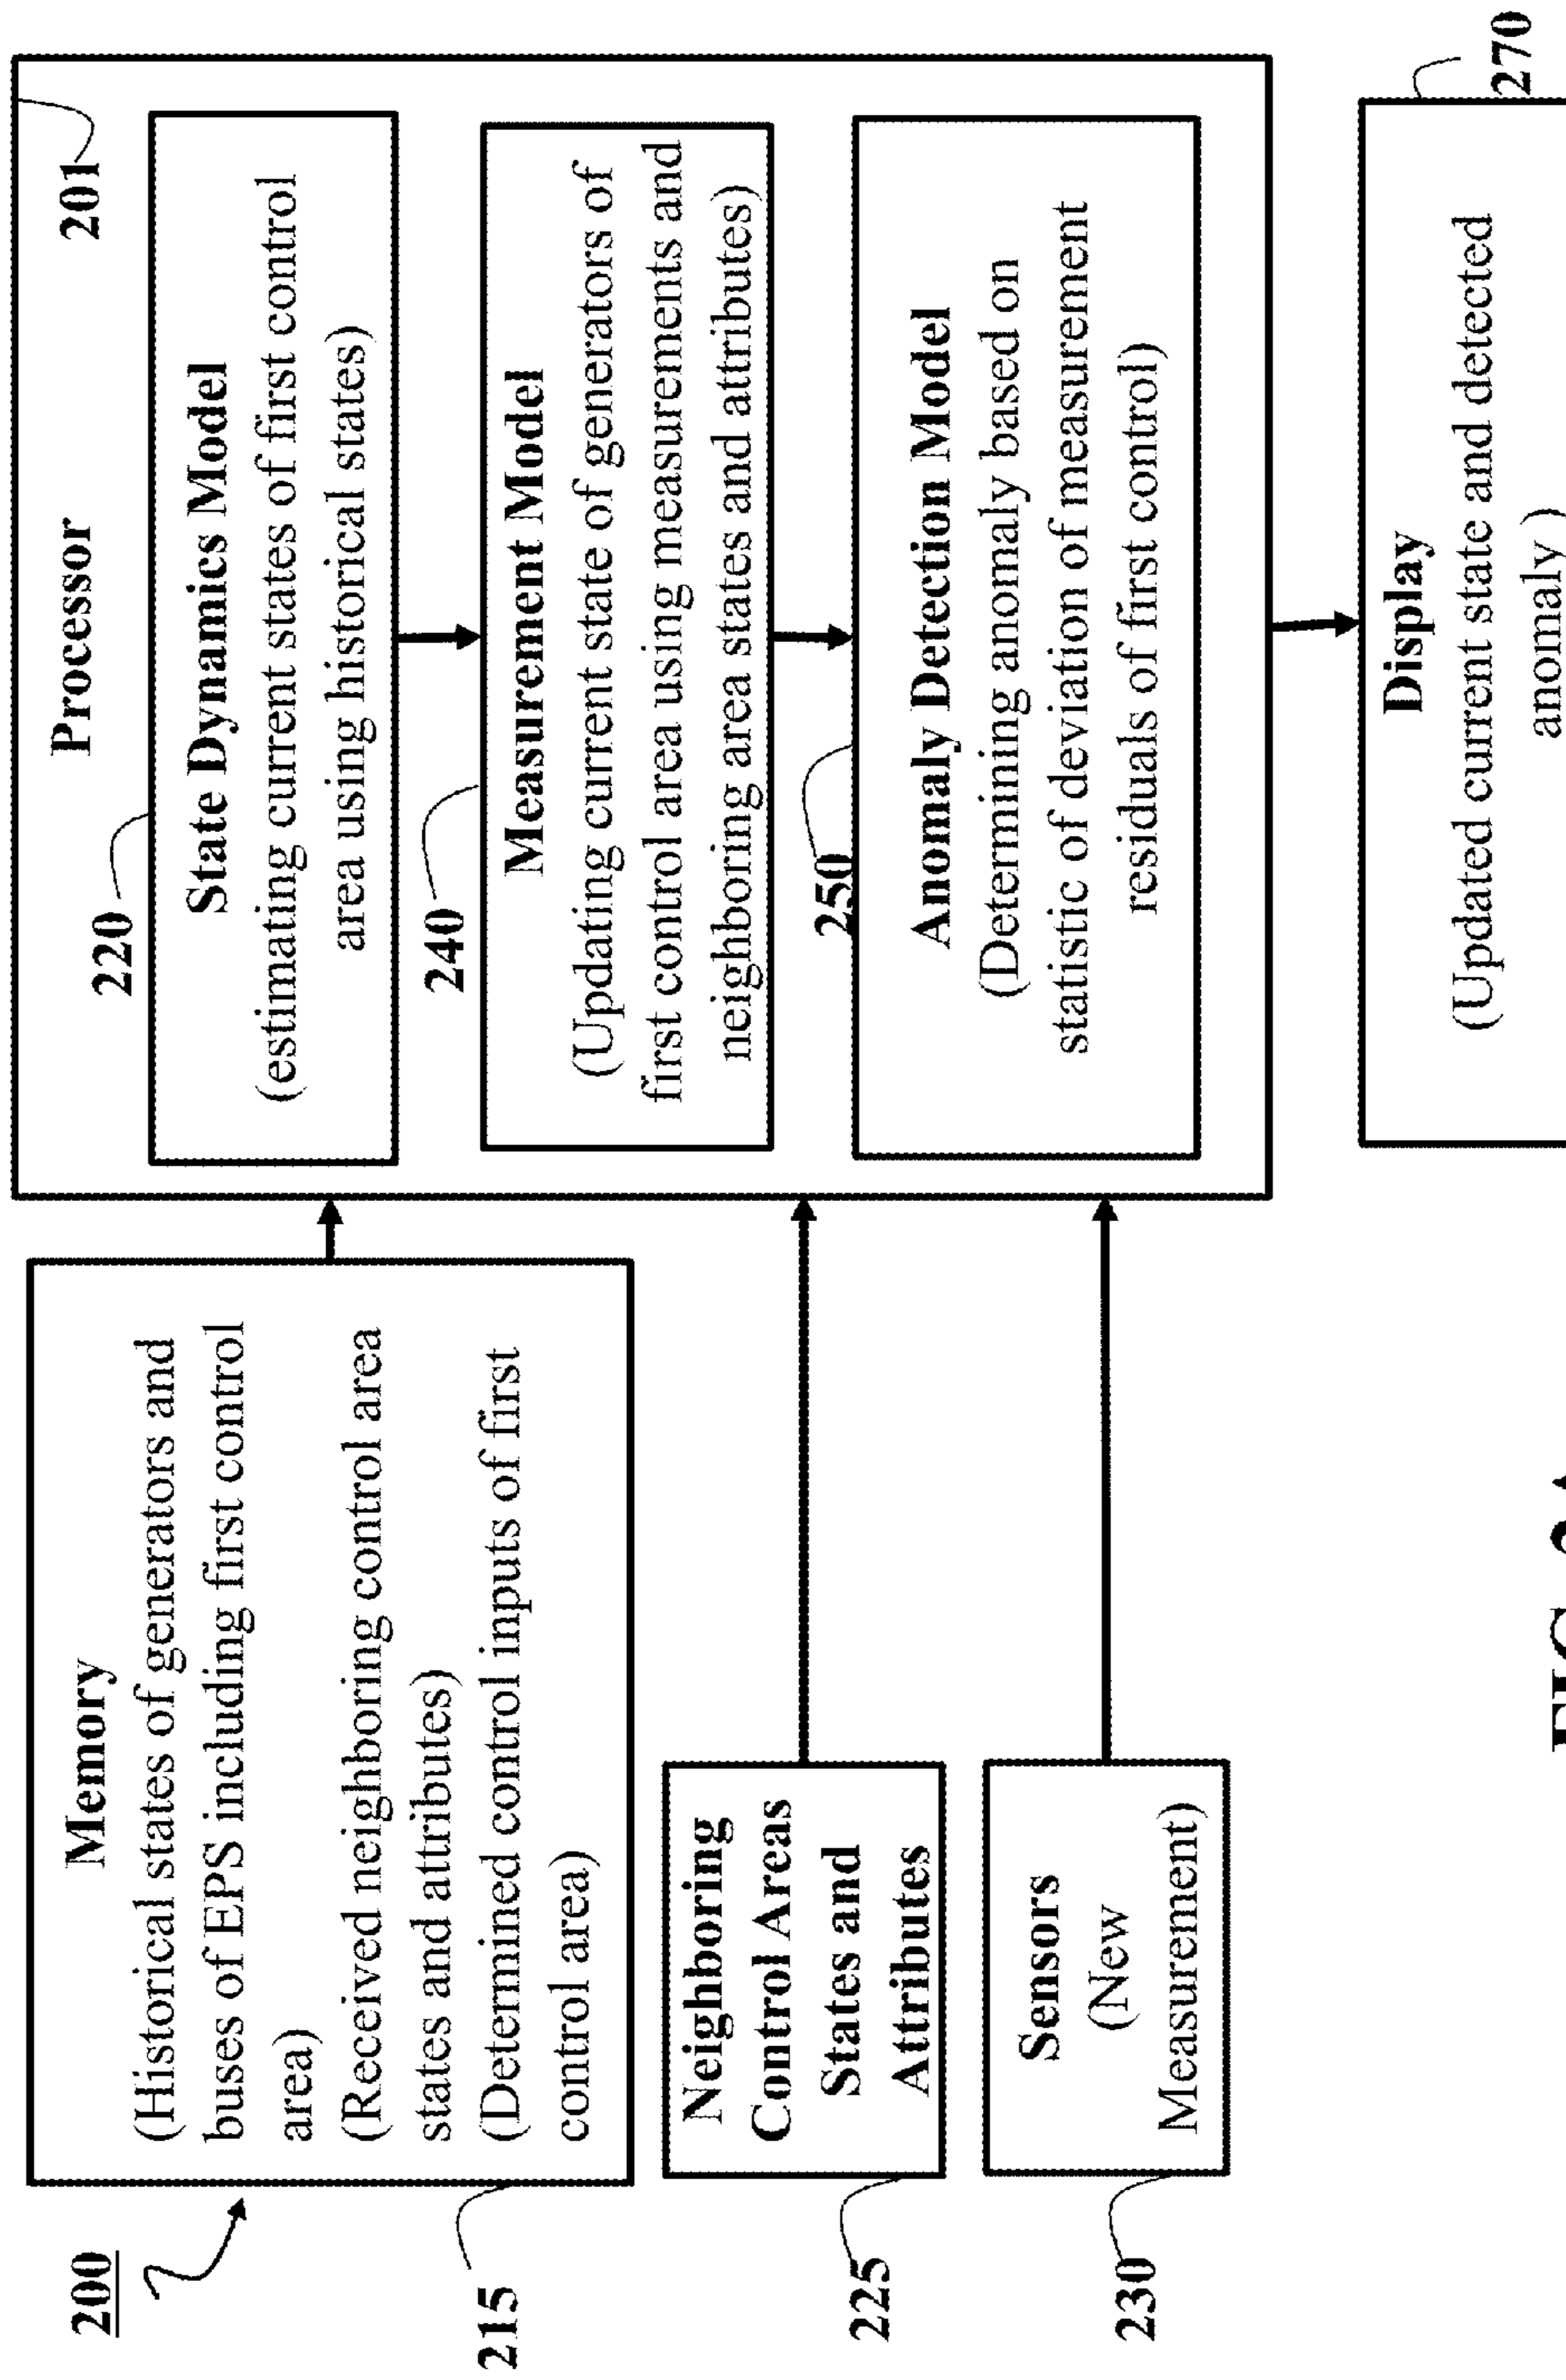 200
Memory
(Historical states of generators and
buses of EPS including first control
area)
(Received neighboring control area
states and attributes)
(Determined control inputs of first
control area)
215
Neighboring
Control Areas
States and
Attributes
225
Sensors
(New
Measurement)
230
Processor
201
220
State Dynamics Model
(estimating current states of first control
area using historical states)
240
Measurement Model
(Updating current state of generators of
first control area using measurements and
neighboring area states and attributes)
250
Anomaly Detection Model
(Determining anomaly based on
statistic of deviation of measurement
residuals of first control)
Display
(Updated current state and detected
anomaly )
270